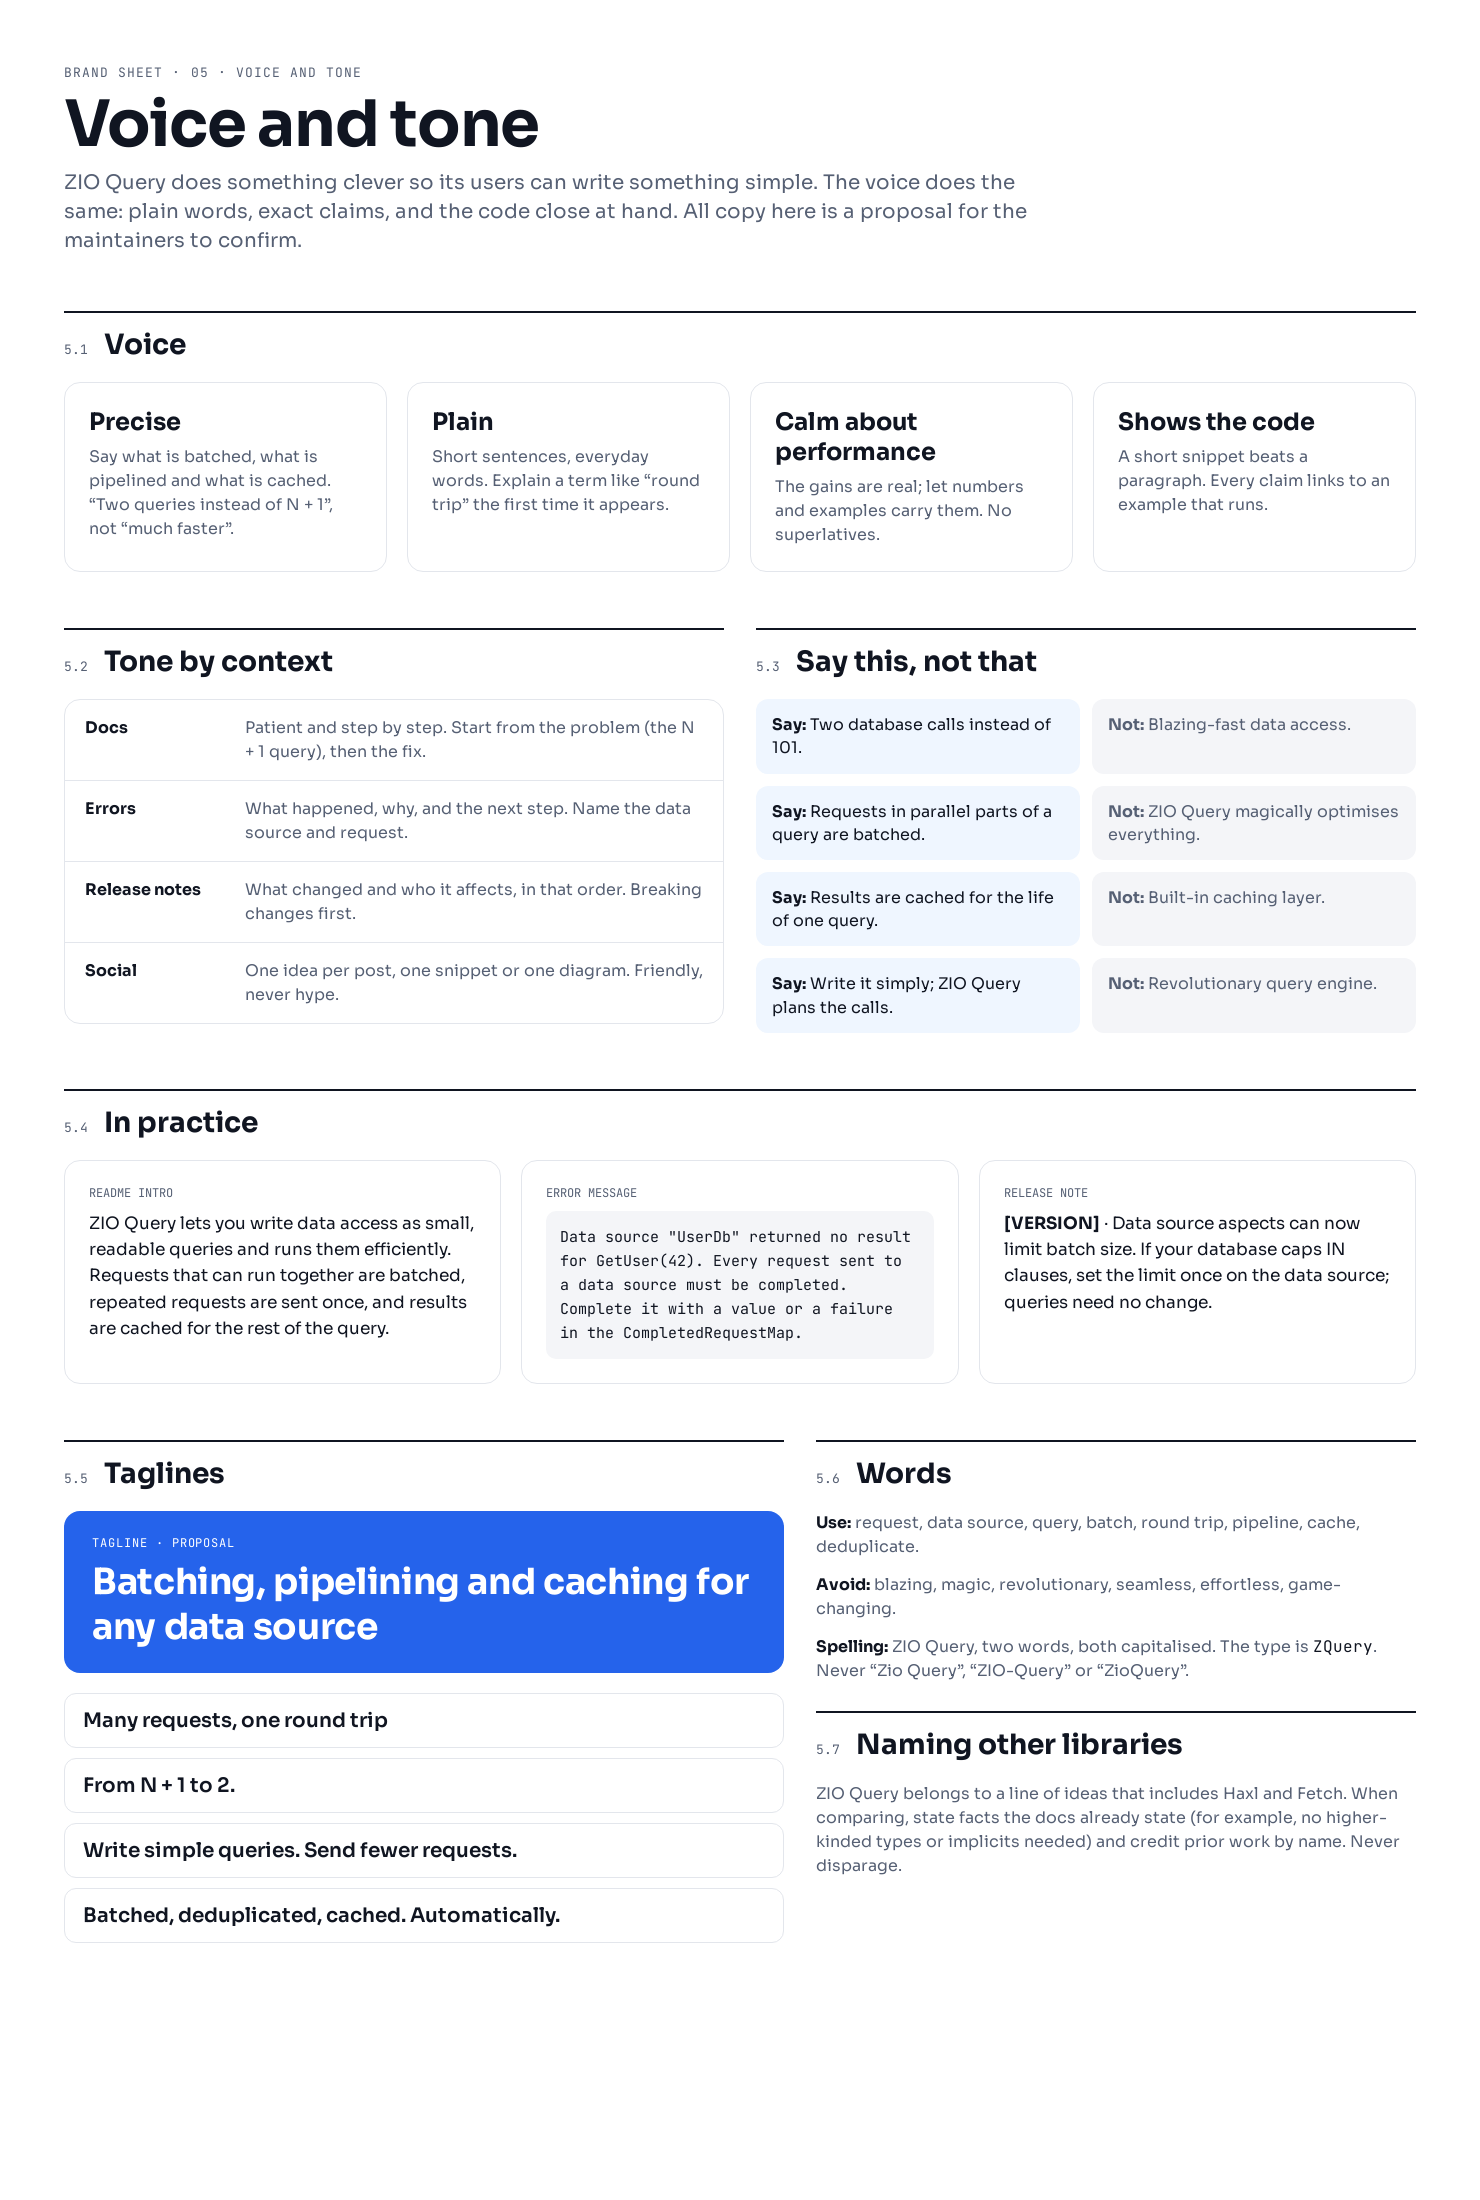 BRAND SHEET · 05 · VOICE AND TONE
Voice and tone
ZIO Query does something clever so its users can write something simple. The voice does the
same: plain words, exact claims, and the code close at hand. All copy here is a proposal for the
maintainers to confirm.
5.1 Voice
Precise
Say what is batched, what is
pipelined and what is cached.
“Two queries instead of N + 1”,
not “much faster”.
Plain
Short sentences, everyday
words. Explain a term like “round
trip” the first time it appears.
Calm about
performance
The gains are real; let numbers
and examples carry them. No
superlatives.
Shows the code
A short snippet beats a
paragraph. Every claim links to an
example that runs.
5.2 Tone by context
Docs
Patient and step by step. Start from the problem (the N
+ 1 query), then the fix.
Errors
What happened, why, and the next step. Name the data
source and request.
Release notes
What changed and who it affects, in that order. Breaking
changes first.
Social
One idea per post, one snippet or one diagram. Friendly,
never hype.
5.3 Say this, not that
Say: Two database calls instead of
101.
Not: Blazing-fast data access.
Say: Requests in parallel parts of a
query are batched.
Not: ZIO Query magically optimises
everything.
Say: Results are cached for the life
of one query.
Not: Built-in caching layer.
Say: Write it simply; ZIO Query
plans the calls.
Not: Revolutionary query engine.
5.4 In practice
README INTRO
ZIO Query lets you write data access as small,
readable queries and runs them efficiently.
Requests that can run together are batched,
repeated requests are sent once, and results
are cached for the rest of the query.
ERROR MESSAGE
Data source "UserDb" returned no result
for GetUser(42). Every request sent to
a data source must be completed.
Complete it with a value or a failure
in the CompletedRequestMap.
RELEASE NOTE
[VERSION] · Data source aspects can now
limit batch size. If your database caps IN
clauses, set the limit once on the data source;
queries need no change.
5.5 Taglines
TAGLINE · PROPOSAL
Batching, pipelining and caching for
any data source
Many requests, one round trip
From N + 1 to 2.
Write simple queries. Send fewer requests.
Batched, deduplicated, cached. Automatically.
5.6 Words
Use: request, data source, query, batch, round trip, pipeline, cache,
deduplicate.
Avoid: blazing, magic, revolutionary, seamless, effortless, game-
changing.
Spelling: ZIO Query, two words, both capitalised. The type is ZQuery.
Never “Zio Query”, “ZIO-Query” or “ZioQuery”.
5.7 Naming other libraries
ZIO Query belongs to a line of ideas that includes Haxl and Fetch. When
comparing, state facts the docs already state (for example, no higher-
kinded types or implicits needed) and credit prior work by name. Never
disparage.